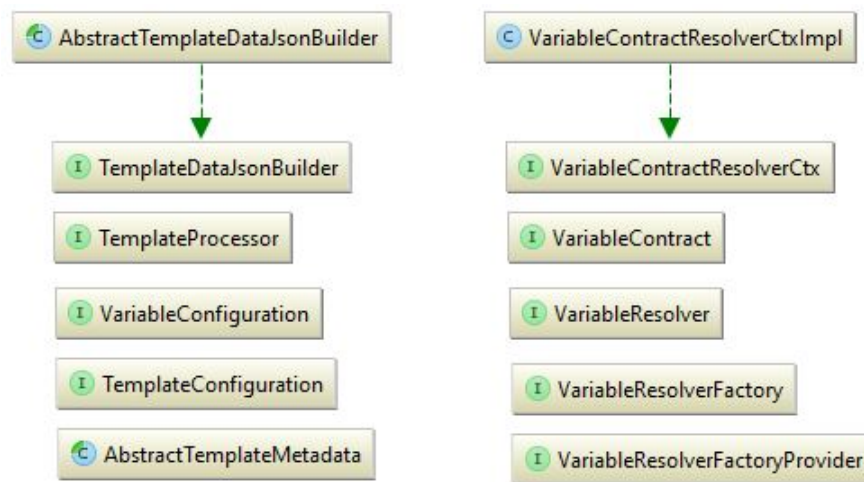 C AbstractTemplateDataJsonBuilder
I TemplateDataJsonBuilder
I TemplateProcessor
I VariableConfiguration
I TemplateConfiguration
C AbstractTemplateMetadata
C VariableContractResolverCtxImpl
I VariableContractResolverCtx
I VariableContract
I VariableResolver
I VariableResolverFactory
I VariableResolverFactoryProvider